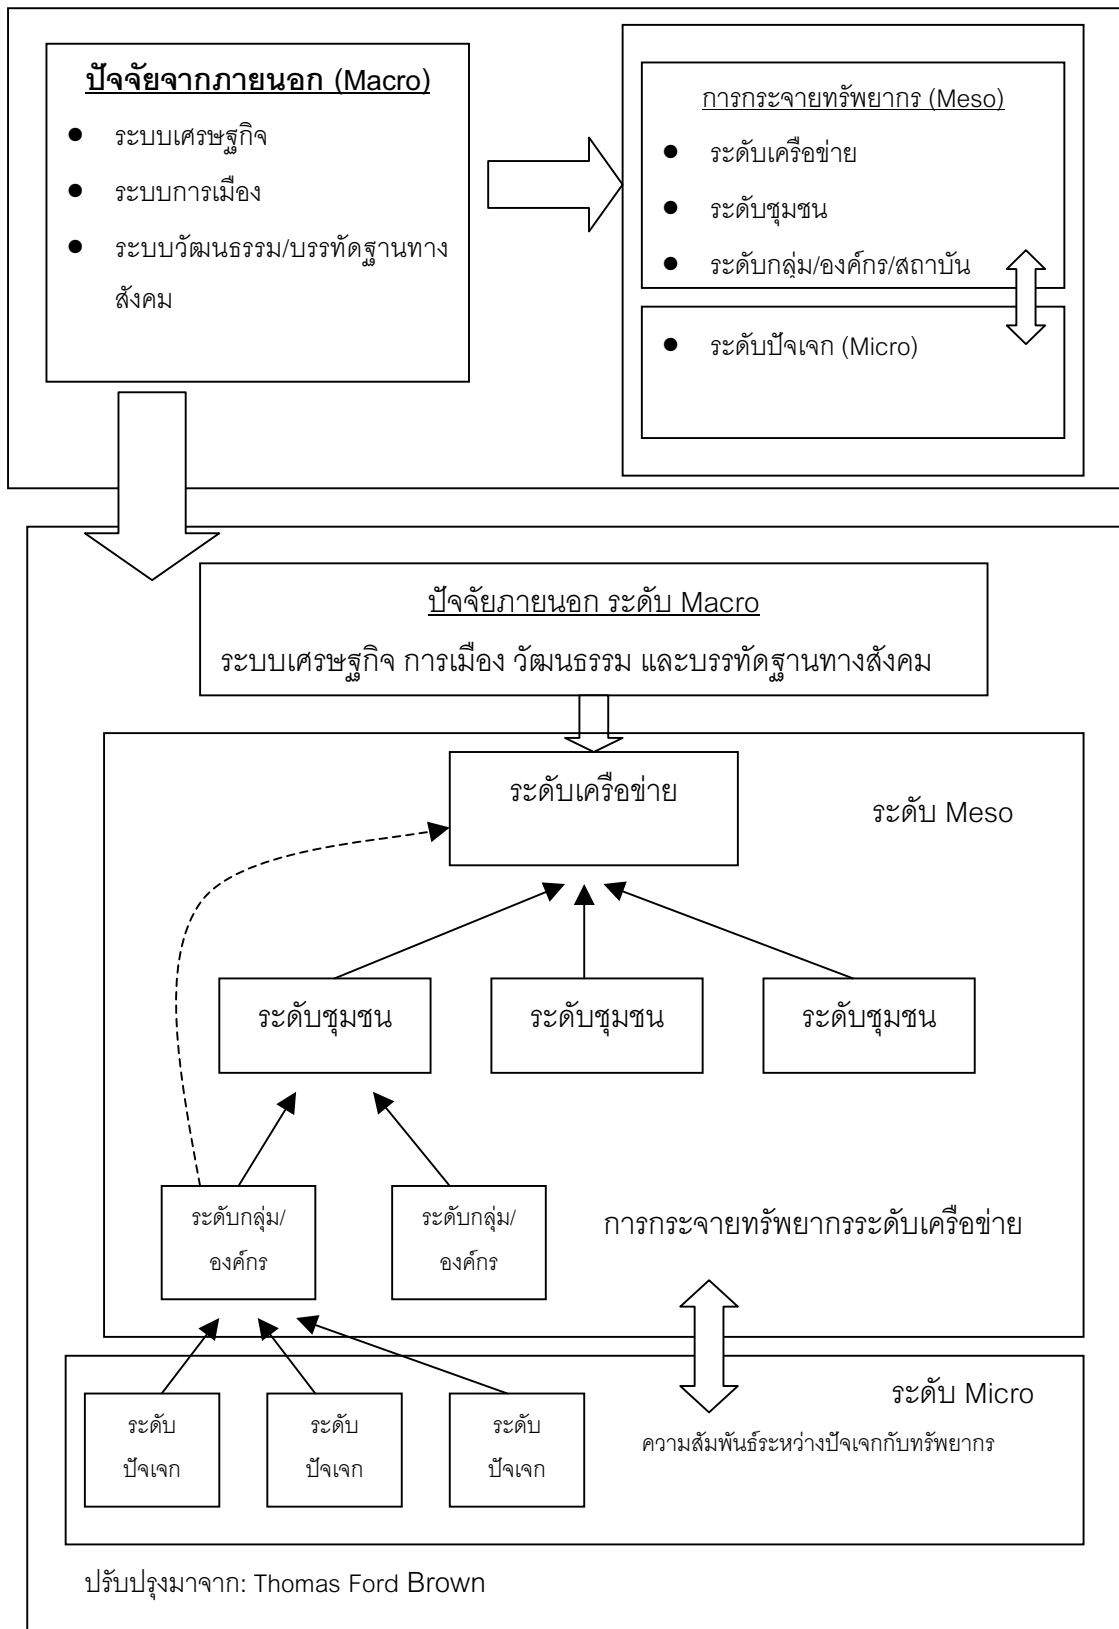 ปัจจัยจากภายนอก (Macro)
● ระบบเศรษฐกิจ
● ระบบการเมือง
● ระบบวัฒนธรรม/บรรทัดฐานทาง
สังคม
การกระจายทรัพยากร (Meso)
● ระดับเครือข่าย
● ระดับชุมชน
● ระดับกลุ่ม/องค์กร/สถาบัน
● ระดับปัจเจก (Micro)
ปัจจัยภายนอก ระดับ Macro
ระบบเศรษฐกิจ การเมือง วัฒนธรรม และบรรทัดฐานทางสังคม
ระดับเครือข่าย
ระดับ Meso
ระดับชุมชน
ระดับชุมชน
ระดับชุมชน
ระดับกลุ่ม/
องค์กร
ระดับกลุ่ม/
องค์กร
การกระจายทรัพยากรระดับเครือข่าย
ระดับ Micro
ระดับ
ปัจเจก
ระดับ
ปัจเจก
ระดับ
ปัจเจก
ความสัมพันธ์ระหว่างปัจเจกกับทรัพยากร
ปรับปรุงมาจาก: Thomas Ford Brown